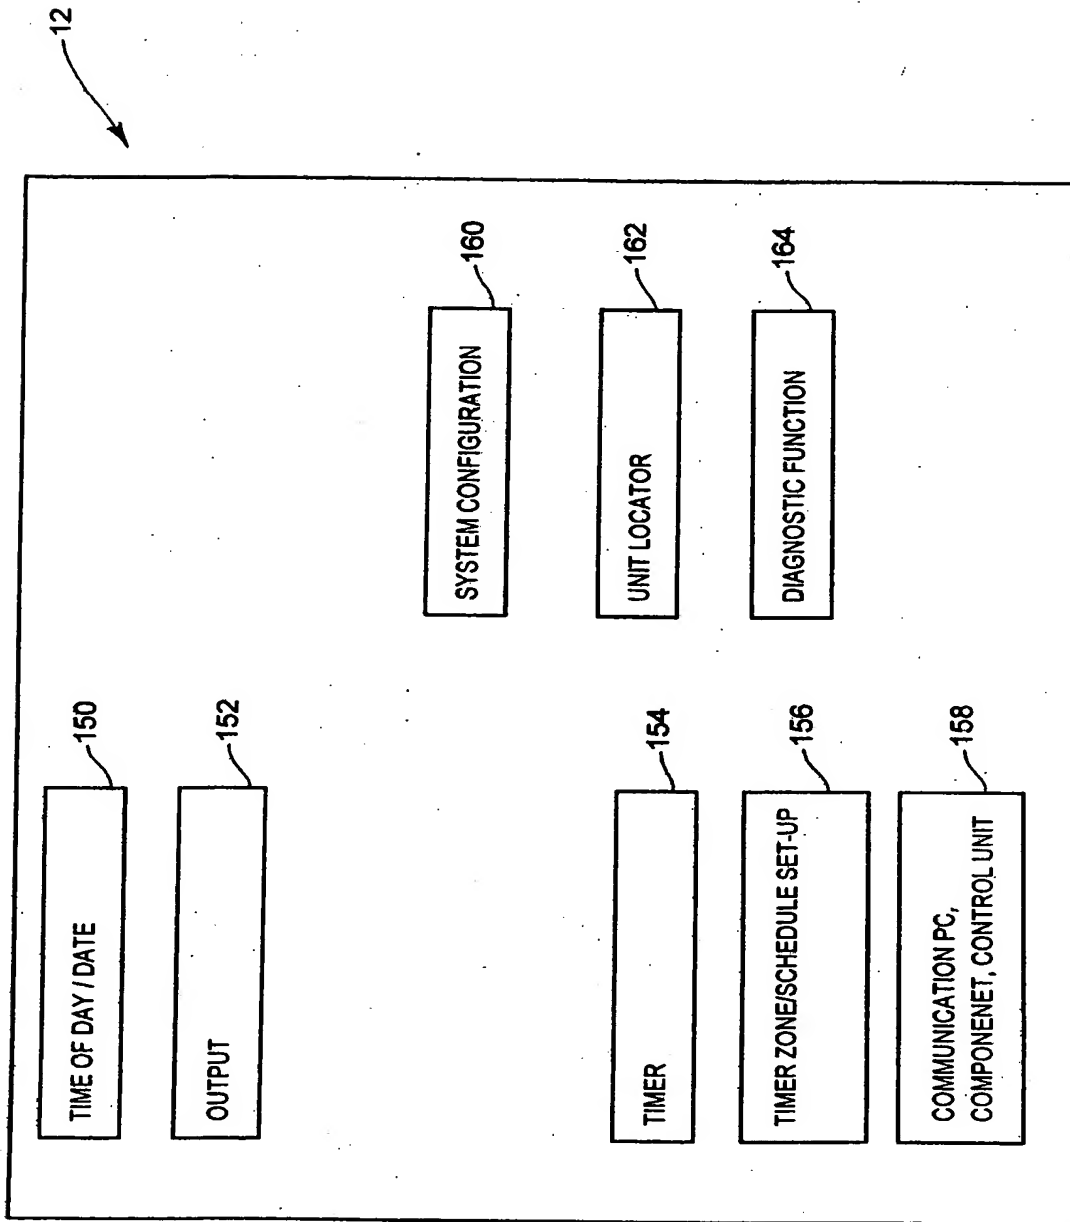 12
TIME OF DAY / DATE
150
OUTPUT
152
TIMER
154
TIMER ZONE/SCHEDULE SET-UP
156
COMMUNICATION PC,
COMPONENET, CONTROL UNIT
158
SYSTEM CONFIGURATION
160
UNIT LOCATOR
162
DIAGNOSTIC FUNCTION
164